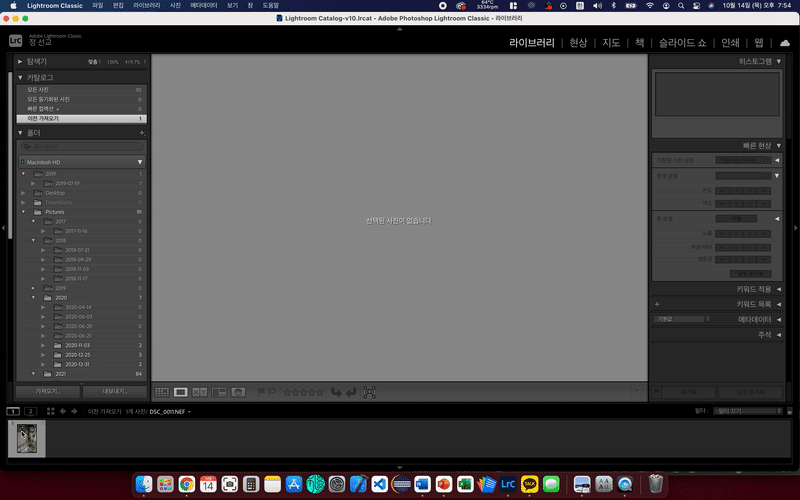 Lightroom Classic 파일 편집 라이브러리 사진 메타데이터 보기 창 도움말
64°C
3334rpm
10월 14일 (목) 오후 7:54
Lightroom Catalog-v10.lrcat - Adobe Photoshop Lightroom Classic - 라이브러리
Lrc
Adobe Lightroom Classic
정 선교
라이브러리 | 현상 | 지도 | 책 | 슬라이드 쇼 | 인쇄 | 웹
탐색기 맞춤 100%
카탈로그
모든 사진 92
모든 동기화된 사진 0
빠른 컬렉션 + 0
이전 가져오기 1
폴더 +
Macintosh HD
2019 1
2019-07-19 1
Desktop 0
Downloads 0
Pictures 91
2017 0
2017-11-16 0
2018 0
2018-07-21 0
2018-09-29 0
2018-11-03 0
2018-11-17 0
2019 0
2020 7
2020-04-14 0
2020-06-03 0
2020-06-20 0
2020-06-21 0
2020-11-03 2
2020-12-25 3
2020-12-31 2
2021 84
가져오기...
내보내기...
선택된 사진이 없습니다.
히스토그램
빠른 현상
노출
키워드 적용
+ 키워드 목록
기본값 메타데이터
주석
1 2 이전 가져오기 1개 사진/ DSC_0011.NEF
필터 : 필터 끄기
OCT
14
Lrc
TALK